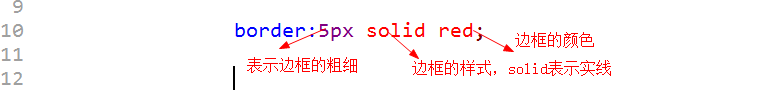 9
10 border:5px solid red;
边框的颜色
11 表示边框的粗细 边框的样式，solid表示实线
12